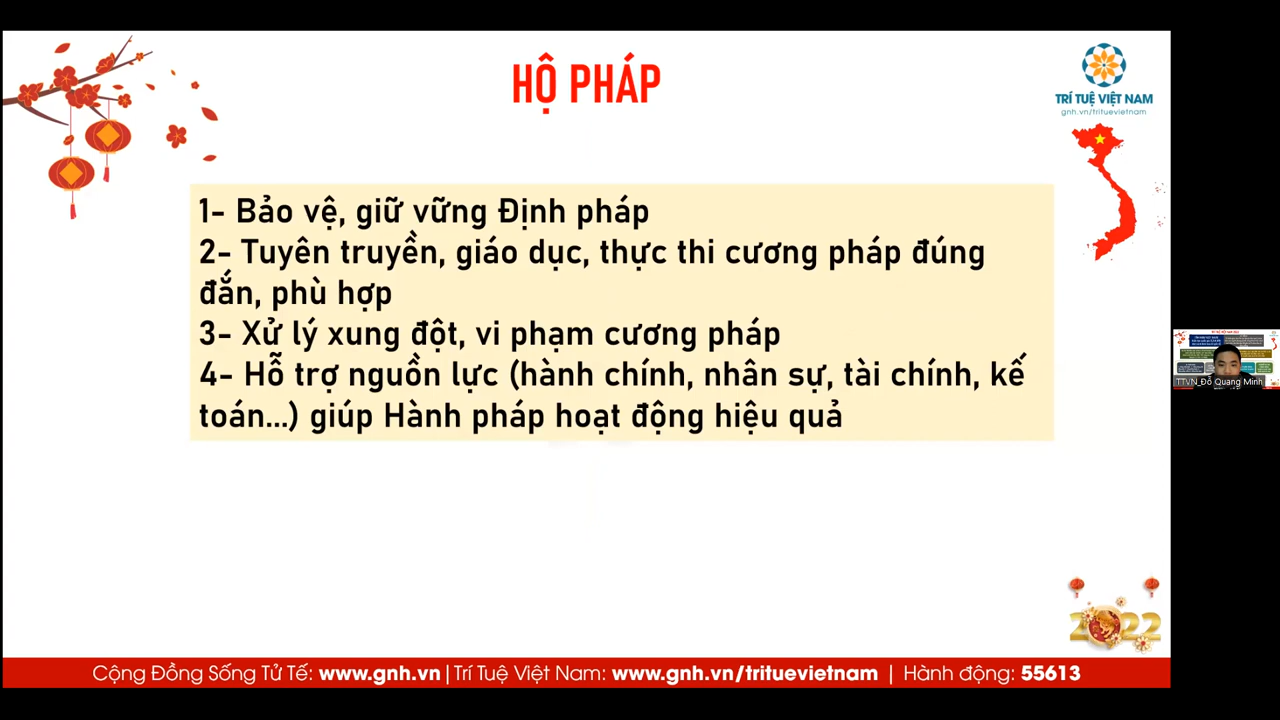 HỘ PHÁP
TRÍ TUỆ VIỆT NAM
gnh.vn/trituevietnam
1- Bảo vệ, giữ vững Định pháp
2- Tuyên truyền, giáo dục, thực thi cương pháp đúng
đắn, phù hợp
3- Xử lý xung đột, vi phạm cương pháp
4- Hỗ trợ nguồn lực (hành chính, nhân sự, tài chính, kế
toán...) giúp Hành pháp hoạt động hiệu quả
TTVN_Đỗ Quang Minh
2022
Cộng Đồng Sống Tử Tế: www.gnh.vn | Trí Tuệ Việt Nam: www.gnh.vn/trituevietnam | Hành động: 55613